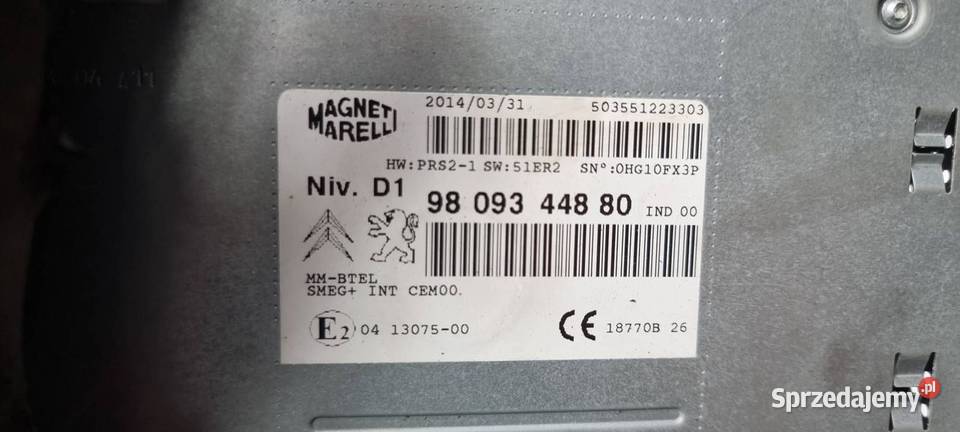 MAGNETI
MARELLI
2014/03/31 503551223303
HW:PRS2-1 SW:51ER2 SN°:0HG10FX3P
Niv. D1 98 093 448 80 IND 00
MM-BTEL
SMEG+ INT CEM00.
E2 04 13075-00 CE 18770B 26
Sprzedajemy.pl